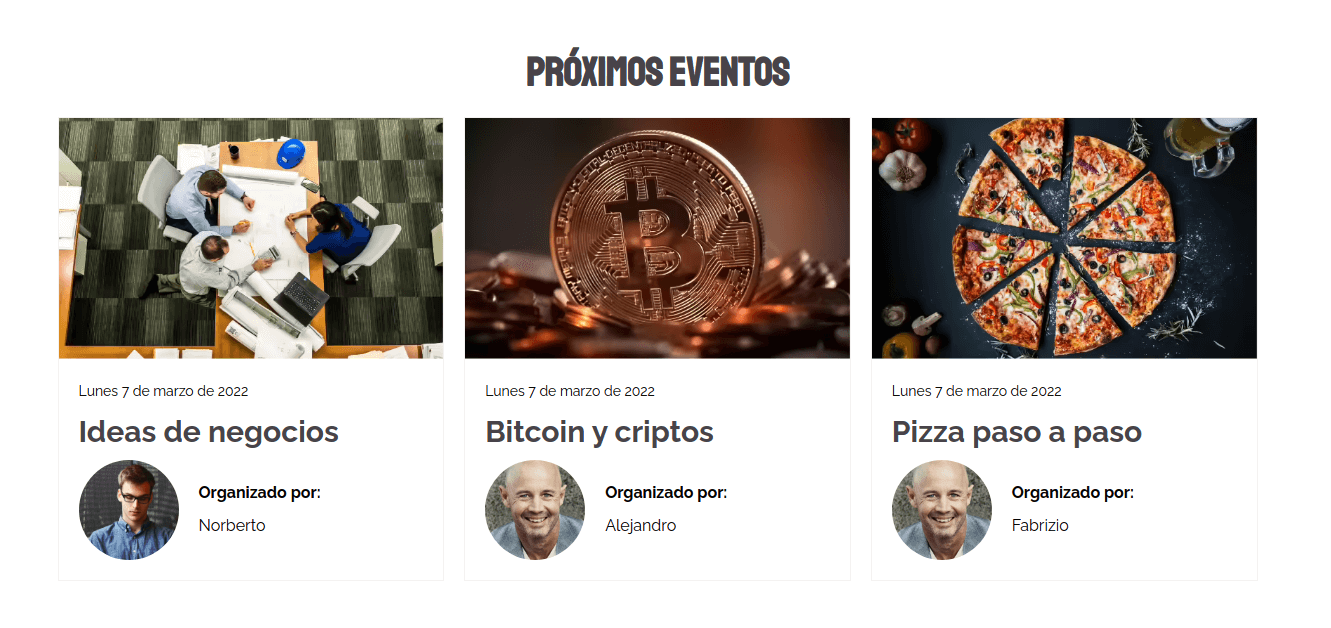 PRÓXIMOS EVENTOS
Lunes 7 de marzo de 2022
Ideas de negocios
Organizado por:
Norberto
Lunes 7 de marzo de 2022
Bitcoin y criptos
Organizado por:
Alejandro
Lunes 7 de marzo de 2022
Pizza paso a paso
Organizado por:
Fabrizio